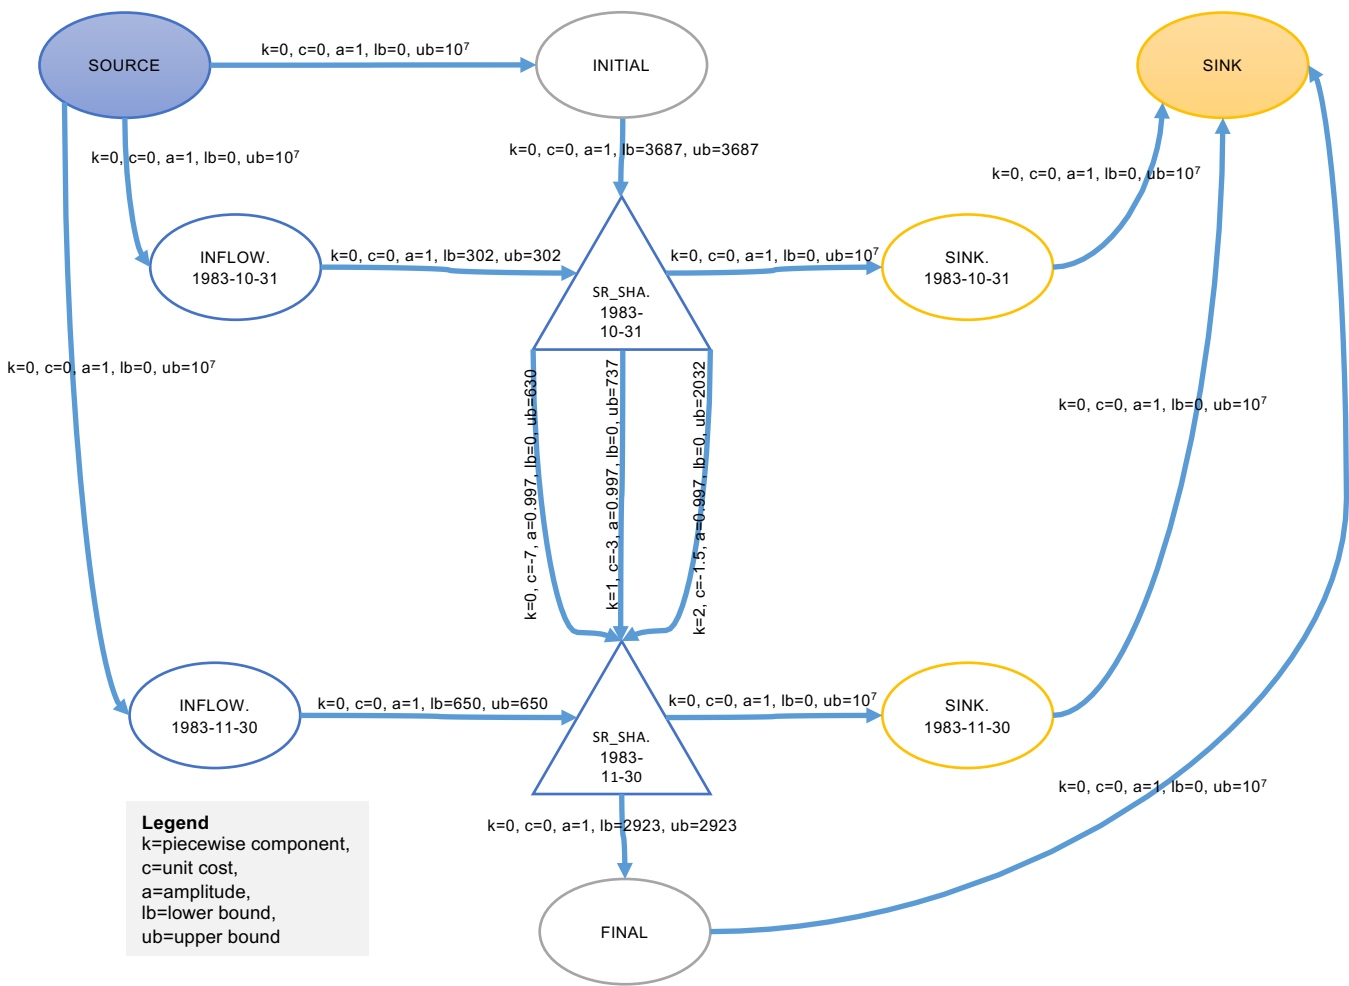 SOURCE
k=0, c=0, a=1, lb=0, ub=10⁷
INITIAL
SINK
k=0, c=0, a=1, lb=0, ub=10⁷
k=0, c=0, a=1, lb=3687, ub=3687
k=0, c=0, a=1, lb=0, ub=10⁷
INFLOW.
1983-10-31
k=0, c=0, a=1, lb=302, ub=302
SR_SHA.
1983-
10-31
k=0, c=0, a=1, lb=0, ub=10⁷
SINK.
1983-10-31
k=0, c=0, a=1, lb=0, ub=10⁷
k=0, c=-7, a=0.997, lb=0, ub=630
k=1, c=-3, a=0.997, lb=0, ub=737
k=2, c=-1.5, a=0.997, lb=0, ub=2032
k=0, c=0, a=1, lb=0, ub=10⁷
INFLOW.
1983-11-30
k=0, c=0, a=1, lb=650, ub=650
SR_SHA.
1983-
11-30
k=0, c=0, a=1, lb=0, ub=10⁷
SINK.
1983-11-30
k=0, c=0, a=1, lb=0, ub=10⁷
k=0, c=0, a=1, lb=2923, ub=2923
Legend
k=piecewise component,
c=unit cost,
a=amplitude,
lb=lower bound,
ub=upper bound
FINAL